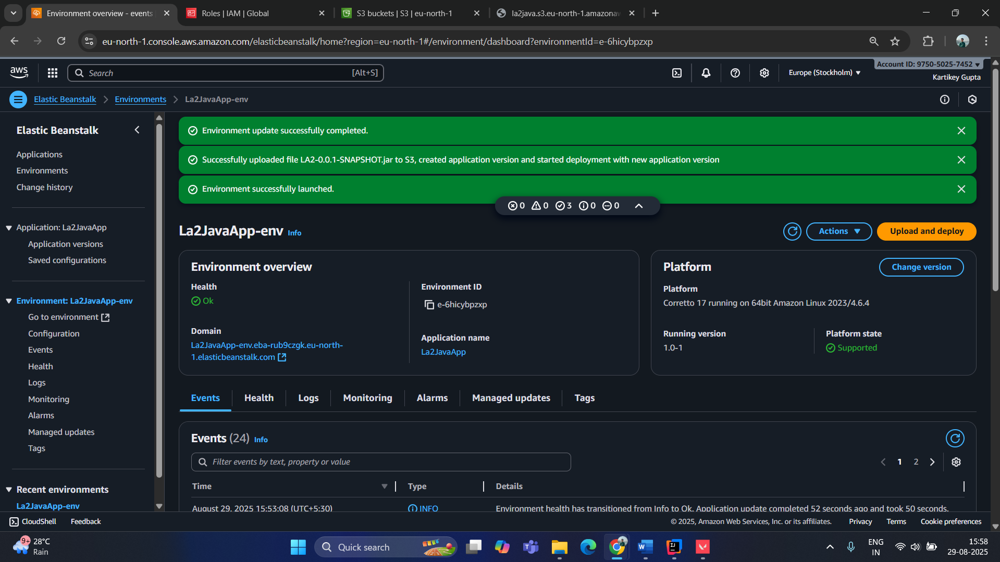 Environment overview - events
Roles | IAM | Global
S3 buckets | S3 | eu-north-1
la2java.s3.eu-north-1.amazonaw
eu-north-1.console.aws.amazon.com/elasticbeanstalk/home?region=eu-north-1#/environment/dashboard?environmentId=e-6hicybpzxp
aws
Search
[Alt+S]
Europe (Stockholm)
Account ID: 9750-5025-7452
Kartikey Gupta
Elastic Beanstalk
Environments
La2JavaApp-env
Elastic Beanstalk
Applications
Environments
Change history
Application: La2JavaApp
Application versions
Saved configurations
Environment: La2JavaApp-env
Go to environment
Configuration
Events
Health
Logs
Monitoring
Alarms
Managed updates
Tags
Recent environments
La2JavaApp-env
Environment update successfully completed.
Successfully uploaded file LA2-0.0.1-SNAPSHOT.jar to S3, created application version and started deployment with new application version
Environment successfully launched.
0 0 3 0 0
La2JavaApp-env Info
Actions
Upload and deploy
Environment overview
Health
Ok
Domain
La2JavaApp-env.eba-rub9czgk.eu-north-
1.elasticbeanstalk.com
Environment ID
e-6hicybpzxp
Application name
La2JavaApp
Platform
Change version
Platform
Corretto 17 running on 64bit Amazon Linux 2023/4.6.4
Running version
1.0-1
Platform state
Supported
Events
Health
Logs
Monitoring
Alarms
Managed updates
Tags
Events (24) Info
Filter events by text, property or value
1 2
Time
Type
Details
August 29, 2025 15:53:08 (UTC+5:30)
INFO
Environment health has transitioned from Info to Ok. Application update completed 52 seconds ago and took 50 seconds.
CloudShell
Feedback
© 2025, Amazon Web Services, Inc. or its affiliates.
Privacy
Terms
Cookie preferences
9+
28°C
Rain
Quick search
ENG
IN
15:58
29-08-2025